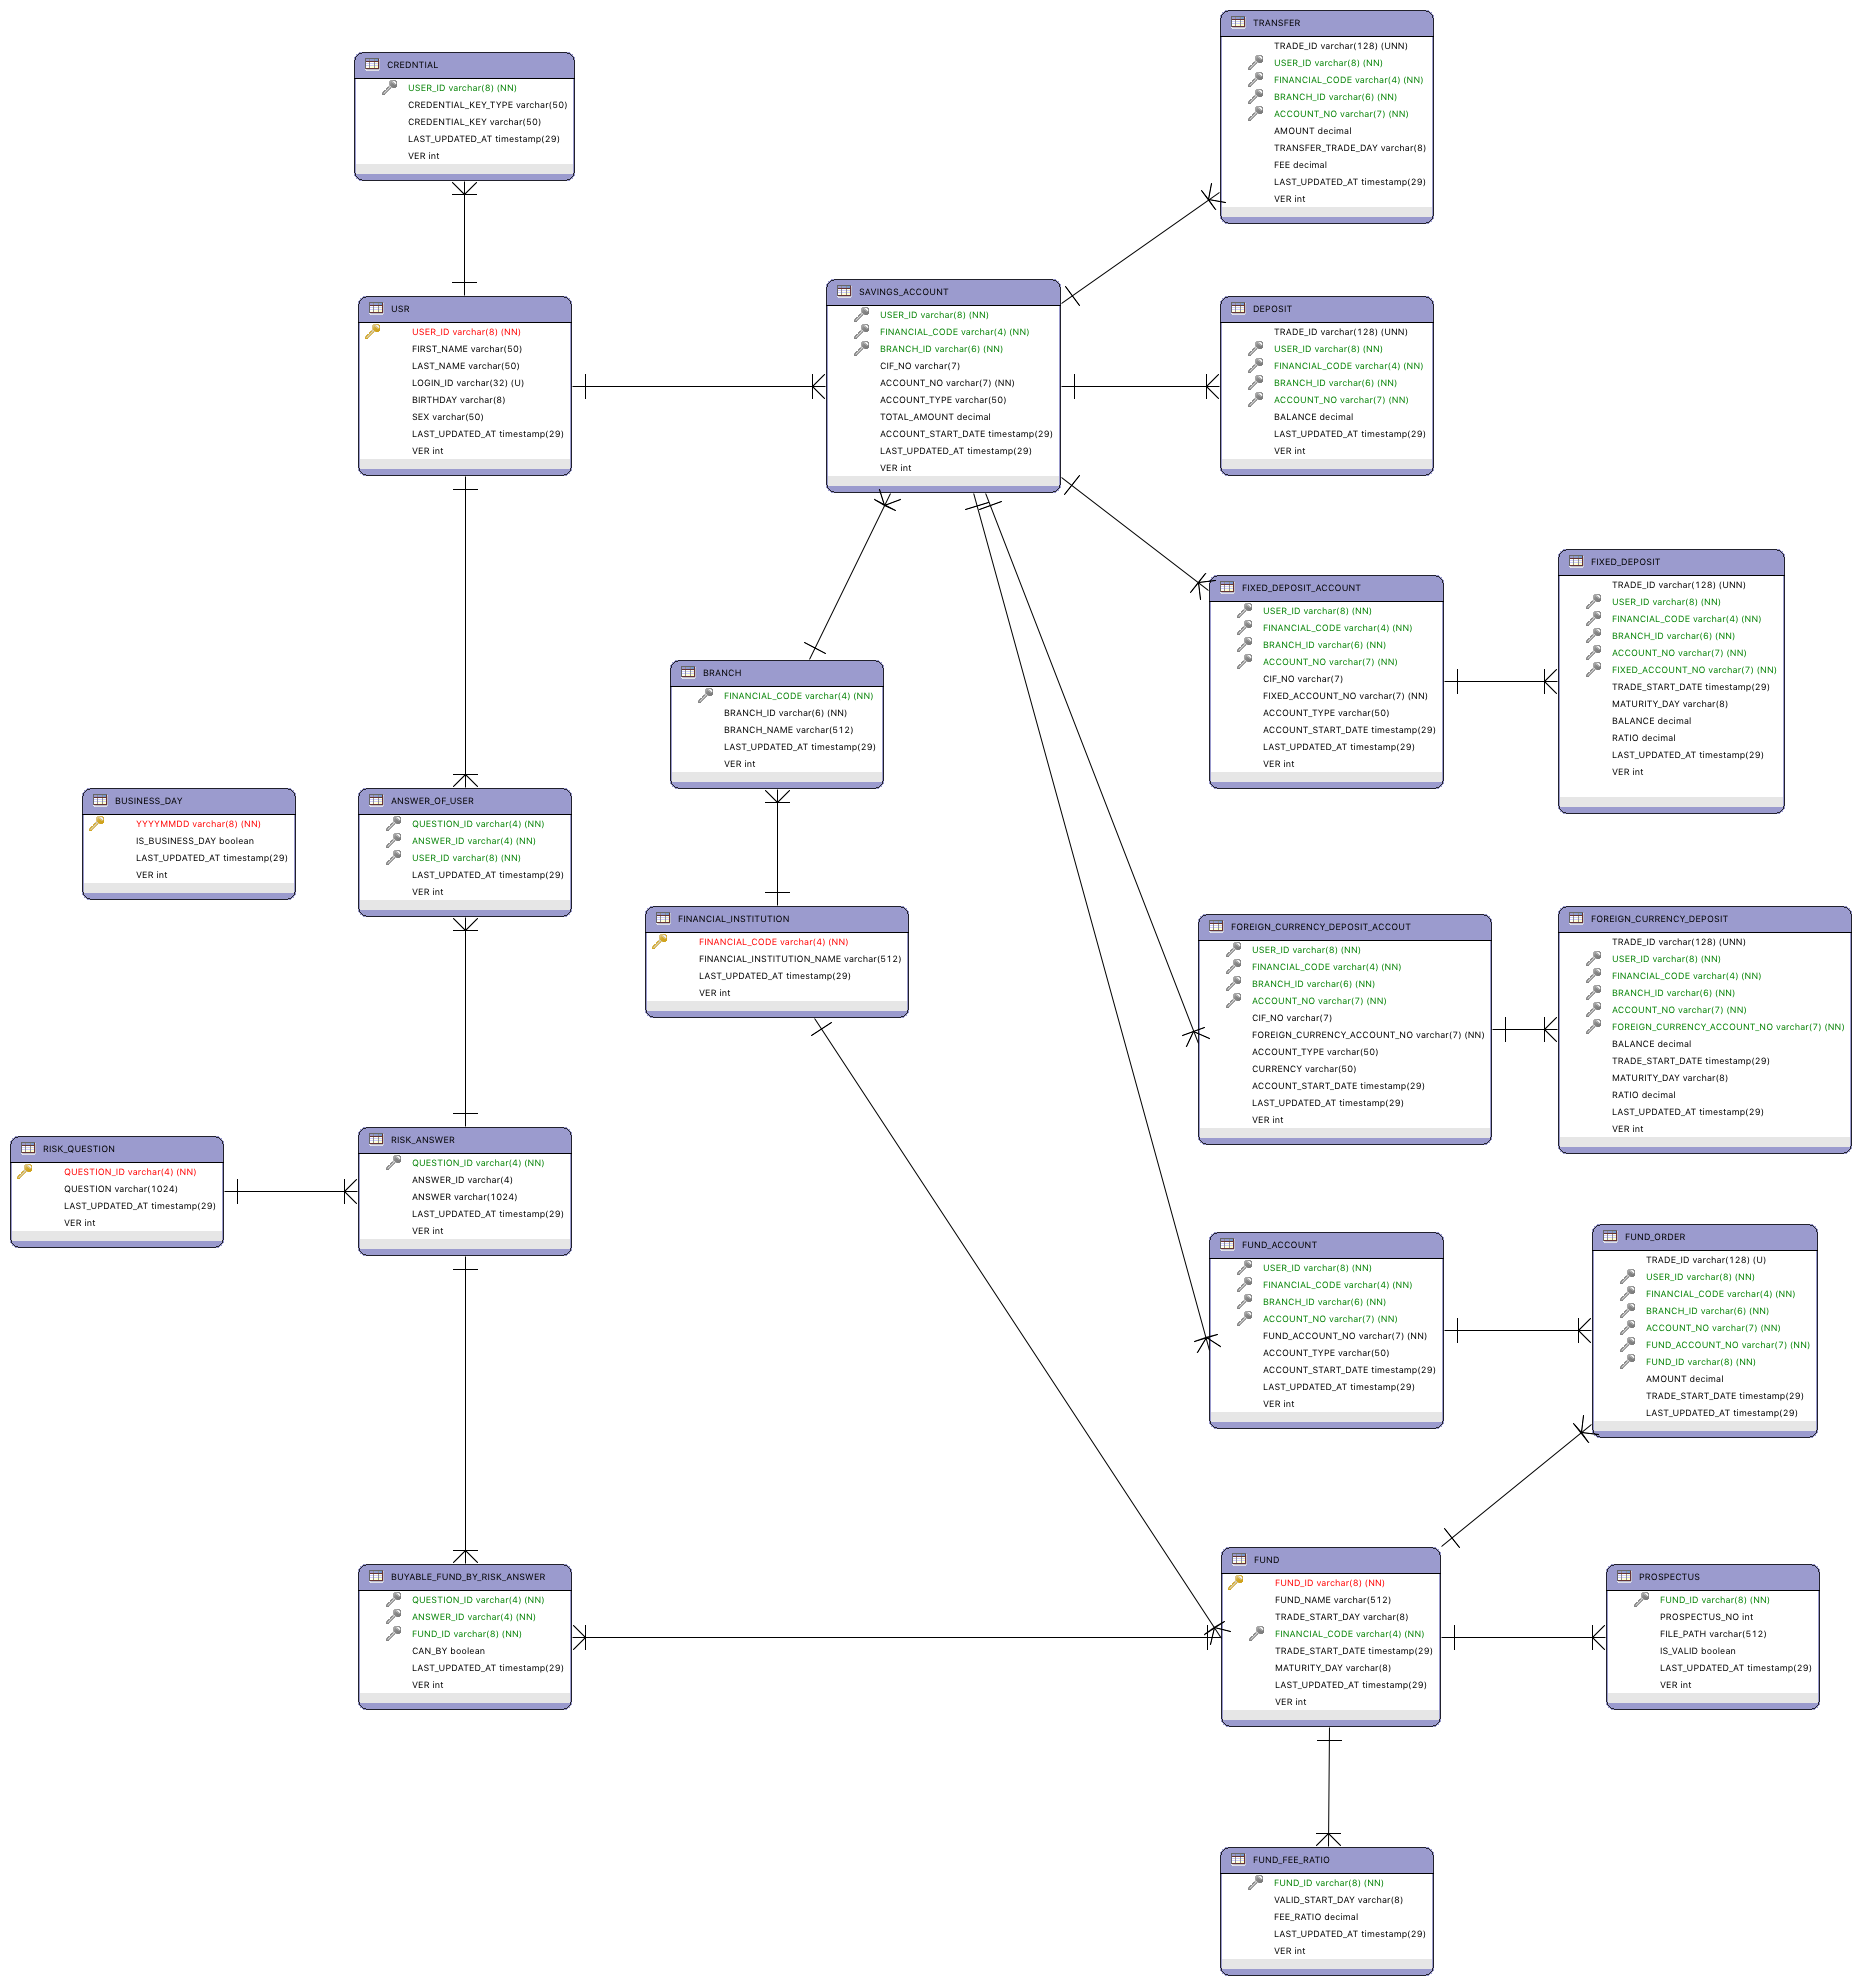 TRANSFER
TRADE_ID varchar(128) (UNN)
USER_ID varchar(8) (NN)
FINANCIAL_CODE varchar(4) (NN)
BRANCH_ID varchar(6) (NN)
ACCOUNT_NO varchar(7) (NN)
AMOUNT decimal
TRANSFER_TRADE_DAY varchar(8)
FEE decimal
LAST_UPDATED_AT timestamp(29)
VER int
CREDNTIAL
USER_ID varchar(8) (NN)
CREDENTIAL_KEY_TYPE varchar(50)
CREDENTIAL_KEY varchar(50)
LAST_UPDATED_AT timestamp(29)
VER int
USR
USER_ID varchar(8) (NN)
FIRST_NAME varchar(50)
LAST_NAME varchar(50)
LOGIN_ID varchar(32) (U)
BIRTHDAY varchar(8)
SEX varchar(50)
LAST_UPDATED_AT timestamp(29)
VER int
SAVINGS_ACCOUNT
USER_ID varchar(8) (NN)
FINANCIAL_CODE varchar(4) (NN)
BRANCH_ID varchar(6) (NN)
CIF_NO varchar(7)
ACCOUNT_NO varchar(7) (NN)
ACCOUNT_TYPE varchar(50)
TOTAL_AMOUNT decimal
ACCOUNT_START_DATE timestamp(29)
LAST_UPDATED_AT timestamp(29)
VER int
DEPOSIT
TRADE_ID varchar(128) (UNN)
USER_ID varchar(8) (NN)
FINANCIAL_CODE varchar(4) (NN)
BRANCH_ID varchar(6) (NN)
ACCOUNT_NO varchar(7) (NN)
BALANCE decimal
LAST_UPDATED_AT timestamp(29)
VER int
FIXED_DEPOSIT_ACCOUNT
USER_ID varchar(8) (NN)
FINANCIAL_CODE varchar(4) (NN)
BRANCH_ID varchar(6) (NN)
ACCOUNT_NO varchar(7) (NN)
CIF_NO varchar(7)
FIXED_ACCOUNT_NO varchar(7) (NN)
ACCOUNT_TYPE varchar(50)
ACCOUNT_START_DATE timestamp(29)
LAST_UPDATED_AT timestamp(29)
VER int
FIXED_DEPOSIT
TRADE_ID varchar(128) (UNN)
USER_ID varchar(8) (NN)
FINANCIAL_CODE varchar(4) (NN)
BRANCH_ID varchar(6) (NN)
ACCOUNT_NO varchar(7) (NN)
FIXED_ACCOUNT_NO varchar(7) (NN)
TRADE_START_DATE timestamp(29)
MATURITY_DAY varchar(8)
BALANCE decimal
RATIO decimal
LAST_UPDATED_AT timestamp(29)
VER int
BRANCH
FINANCIAL_CODE varchar(4) (NN)
BRANCH_ID varchar(6) (NN)
BRANCH_NAME varchar(512)
LAST_UPDATED_AT timestamp(29)
VER int
BUSINESS_DAY
YYYYMMDD varchar(8) (NN)
IS_BUSINESS_DAY boolean
LAST_UPDATED_AT timestamp(29)
VER int
ANSWER_OF_USER
QUESTION_ID varchar(4) (NN)
ANSWER_ID varchar(4) (NN)
USER_ID varchar(8) (NN)
LAST_UPDATED_AT timestamp(29)
VER int
FINANCIAL_INSTITUTION
FINANCIAL_CODE varchar(4) (NN)
FINANCIAL_INSTITUTION_NAME varchar(512)
LAST_UPDATED_AT timestamp(29)
VER int
FOREIGN_CURRENCY_DEPOSIT_ACCOUT
USER_ID varchar(8) (NN)
FINANCIAL_CODE varchar(4) (NN)
BRANCH_ID varchar(6) (NN)
ACCOUNT_NO varchar(7) (NN)
CIF_NO varchar(7)
FOREIGN_CURRENCY_ACCOUNT_NO varchar(7) (NN)
ACCOUNT_TYPE varchar(50)
CURRENCY varchar(50)
ACCOUNT_START_DATE timestamp(29)
LAST_UPDATED_AT timestamp(29)
VER int
FOREIGN_CURRENCY_DEPOSIT
TRADE_ID varchar(128) (UNN)
USER_ID varchar(8) (NN)
FINANCIAL_CODE varchar(4) (NN)
BRANCH_ID varchar(6) (NN)
ACCOUNT_NO varchar(7) (NN)
FOREIGN_CURRENCY_ACCOUNT_NO varchar(7) (NN)
BALANCE decimal
TRADE_START_DATE timestamp(29)
MATURITY_DAY varchar(8)
RATIO decimal
LAST_UPDATED_AT timestamp(29)
VER int
RISK_QUESTION
QUESTION_ID varchar(4) (NN)
QUESTION varchar(1024)
LAST_UPDATED_AT timestamp(29)
VER int
RISK_ANSWER
QUESTION_ID varchar(4) (NN)
ANSWER_ID varchar(4)
ANSWER varchar(1024)
LAST_UPDATED_AT timestamp(29)
VER int
FUND_ACCOUNT
USER_ID varchar(8) (NN)
FINANCIAL_CODE varchar(4) (NN)
BRANCH_ID varchar(6) (NN)
ACCOUNT_NO varchar(7) (NN)
FUND_ACCOUNT_NO varchar(7) (NN)
ACCOUNT_TYPE varchar(50)
ACCOUNT_START_DATE timestamp(29)
LAST_UPDATED_AT timestamp(29)
VER int
FUND_ORDER
TRADE_ID varchar(128) (U)
USER_ID varchar(8) (NN)
FINANCIAL_CODE varchar(4) (NN)
BRANCH_ID varchar(6) (NN)
ACCOUNT_NO varchar(7) (NN)
FUND_ACCOUNT_NO varchar(7) (NN)
FUND_ID varchar(8) (NN)
AMOUNT decimal
TRADE_START_DATE timestamp(29)
LAST_UPDATED_AT timestamp(29)
BUYABLE_FUND_BY_RISK_ANSWER
QUESTION_ID varchar(4) (NN)
ANSWER_ID varchar(4) (NN)
FUND_ID varchar(8) (NN)
CAN_BY boolean
LAST_UPDATED_AT timestamp(29)
VER int
FUND
FUND_ID varchar(8) (NN)
FUND_NAME varchar(512)
TRADE_START_DAY varchar(8)
FINANCIAL_CODE varchar(4) (NN)
TRADE_START_DATE timestamp(29)
MATURITY_DAY varchar(8)
LAST_UPDATED_AT timestamp(29)
VER int
PROSPECTUS
FUND_ID varchar(8) (NN)
PROSPECTUS_NO int
FILE_PATH varchar(512)
IS_VALID boolean
LAST_UPDATED_AT timestamp(29)
VER int
FUND_FEE_RATIO
FUND_ID varchar(8) (NN)
VALID_START_DAY varchar(8)
FEE_RATIO decimal
LAST_UPDATED_AT timestamp(29)
VER int